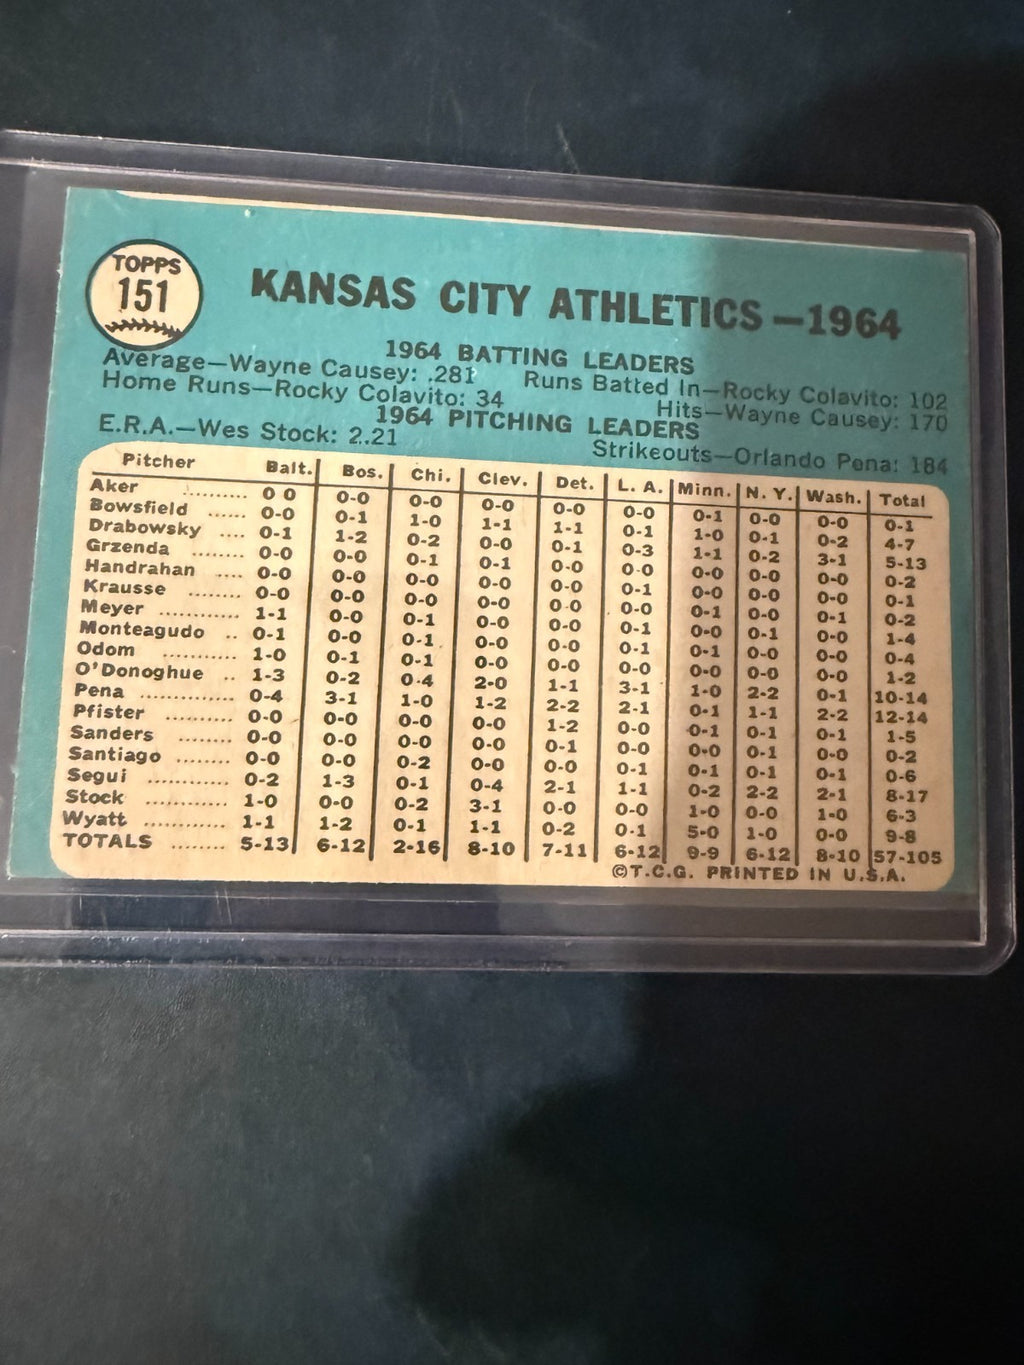 TOPPS
151
KANSAS CITY ATHLETICS—1964
1964 BATTING LEADERS
Average—Wayne Causey: .281 Runs Batted In—Rocky Colavito: 102
Home Runs—Rocky Colavito: 34 Hits—Wayne Causey: 170
1964 PITCHING LEADERS
E.R.A.—Wes Stock: 2.21 Strikeouts—Orlando Pena: 184
Pitcher Balt. Bos. Chi. Clev. Det. L. A. Minn. N. Y. Wash. Total
Aker .......... 0 0 0-0 0-0 0-0 0-0 0-0 0-1 0-0 0-0 0-1
Bowsfield ...... 0-0 0-1 1-0 1-1 1-1 0-1 1-0 0-1 0-2 4-7
Drabowsky .... 0-1 1-2 0-2 0-0 0-1 0-3 1-1 0-2 3-1 5-13
Grzenda ........ 0-0 0-0 0-1 0-1 0-0 0-0 0-0 0-0 0-0 0-2
Handrahan .... 0-0 0-0 0-0 0-0 0-0 0-1 0-0 0-0 0-0 0-1
Krausse ........ 0-0 0-0 0-0 0-0 0 0 0-0 0-1 0-0 0-1 0-2
Meyer .......... 1-1 0-0 0-1 0-0 0-0 0-1 0-0 0-1 0-0 1-4
Monteagudo .. 0-1 0-0 0-1 0-0 0-0 0-1 0-1 0-0 0-0 0-4
Odom .......... 1-0 0-1 0-1 0-0 0-0 0-0 0-0 0-0 0-0 1-2
O'Donoghue .. 1-3 0-2 0-4 2-0 1-1 3-1 1-0 2-2 0-1 10-14
Pena ............ 0-4 3-1 1-0 1-2 2-2 2-1 0-1 1-1 2-2 12-14
Pfister .......... 0-0 0-0 0-0 0-0 1-2 0-0 0-1 0-1 0-1 1-5
Sanders ........ 0-0 0-0 0-0 0-0 0-1 0-0 0-0 0-1 0-0 0-2
Santiago ........ 0-0 0-0 0-2 0-0 0-0 0-1 0-1 0-1 0-1 0-6
Segui ............ 0-2 1-3 0-1 0-4 2-1 1-1 0-2 2-2 2-1 8-17
Stock ............ 1-0 0-0 0-2 3-1 0-0 0-0 1-0 0-0 1-0 6-3
Wyatt ............ 1-1 1-2 0-1 1-1 0-2 0-1 5-0 1-0 0-0 9-8
TOTALS ........ 5-13 6-12 2-16 8-10 7-11 6-12 9-9 6-12 8-10 57-105
©T.C.G. PRINTED IN U.S.A.